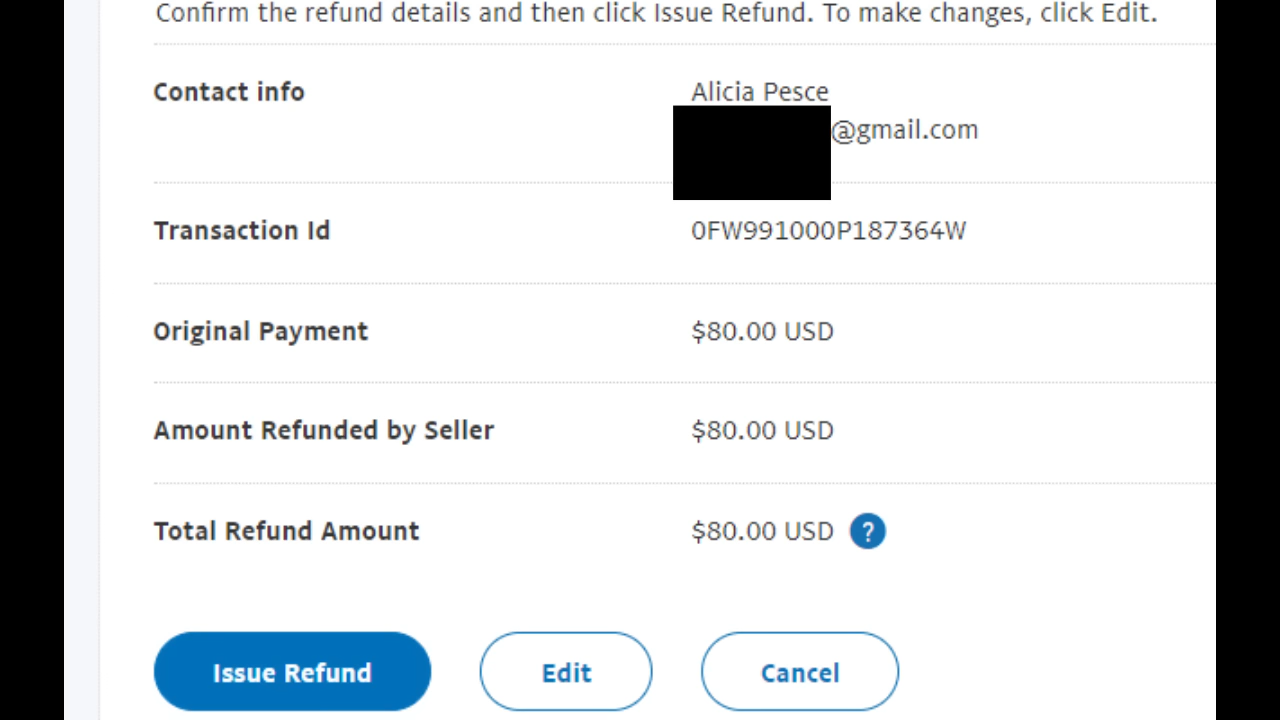 Confirm the refund details and then click Issue Refund. To make changes, click Edit.
Contact info Alicia Pesce
@gmail.com
Transaction Id 0FW991000P187364W
Original Payment $80.00 USD
Amount Refunded by Seller $80.00 USD
Total Refund Amount $80.00 USD ?
Issue Refund Edit Cancel